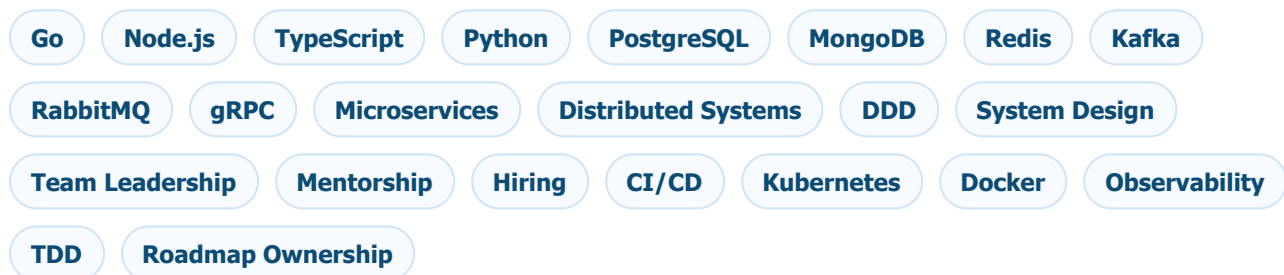 Go Node.js TypeScript Python PostgreSQL MongoDB Redis Kafka
RabbitMQ gRPC Microservices Distributed Systems DDD System Design
Team Leadership Mentorship Hiring CI/CD Kubernetes Docker Observability
TDD Roadmap Ownership